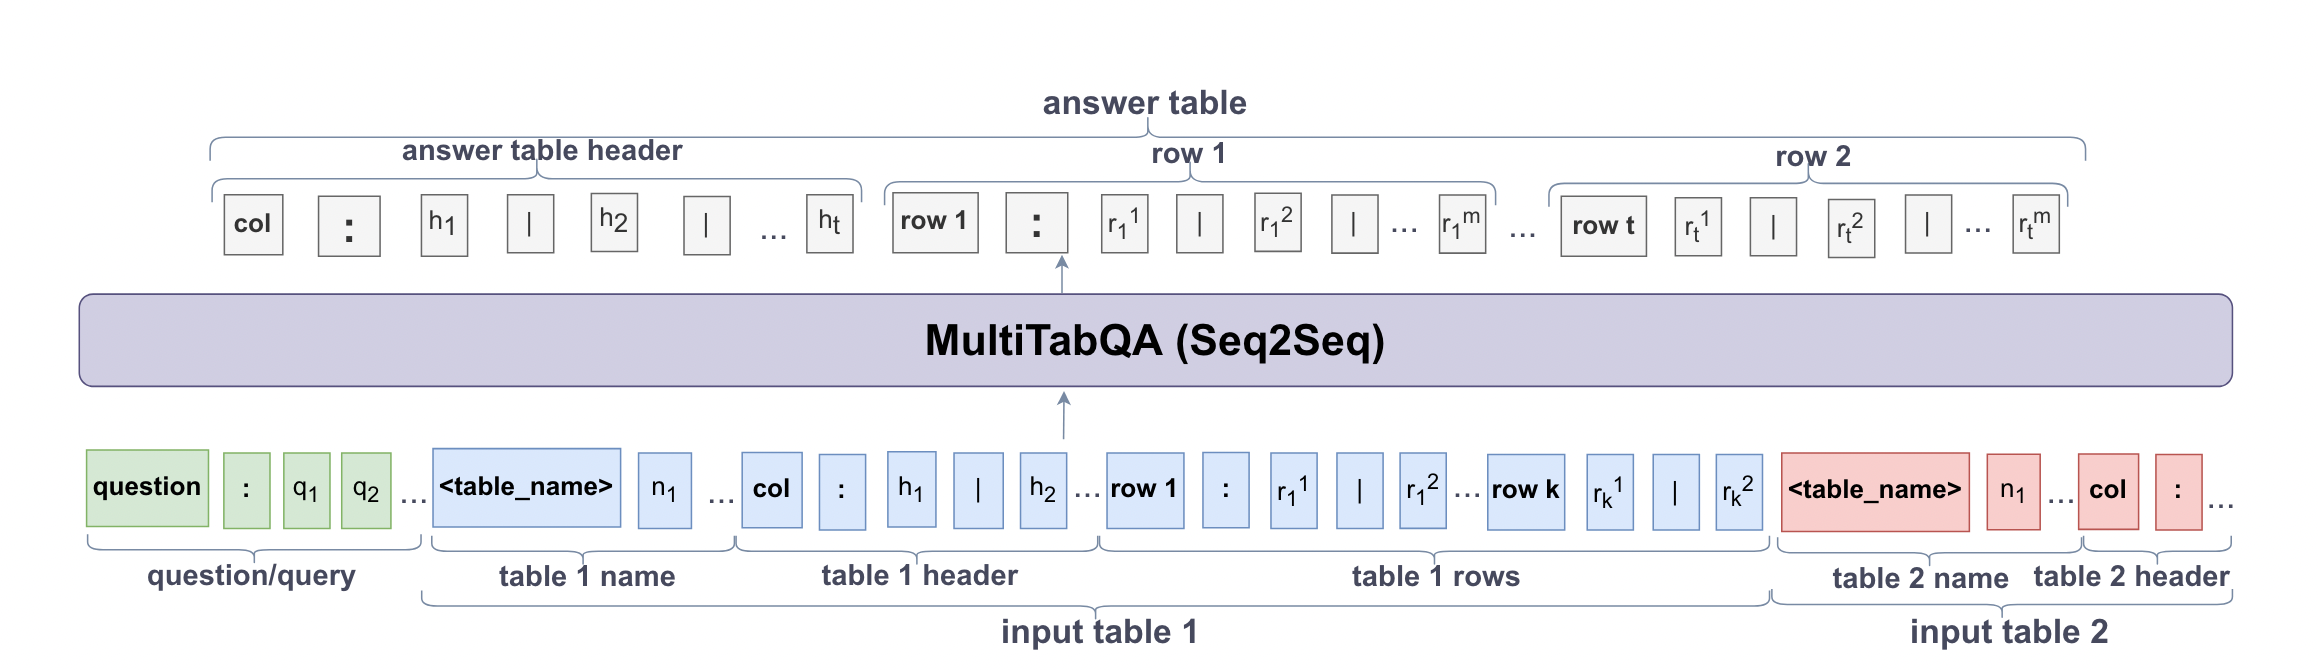 answer table
answer table header row 1 row 2
col : h1 | h2 | ... ht row 1 : r1^1 | r1^2 | ... r1^m ... row t rt^1 | rt^2 | ... rt^m
MultiTabQA (Seq2Seq)
question : q1 q2 ... <table_name> n1 ... col : h1 | h2 ... row 1 : r1^1 | r1^2 ... row k rk^1 | rk^2 <table_name> n1 ... col : ...
question/query table 1 name table 1 header table 1 rows table 2 name table 2 header
input table 1 input table 2